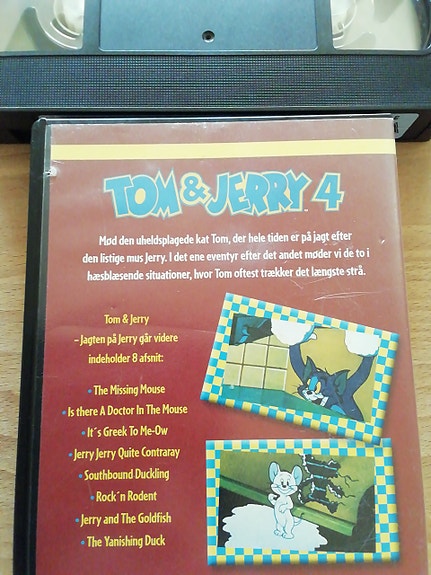 TOM & JERRY 4
Mød den uheldsplagede kat Tom, der hele tiden er på jagt efter
den listige mus Jerry. I det ene eventyr efter det andet møder vi de to i
hæsblæsende situationer, hvor Tom oftest trækker det længste strå.
Tom & Jerry
– Jagten på Jerry går videre
indeholder 8 afsnit:
• The Missing Mouse
• Is there A Doctor In The Mouse
• It´s Greek To Me-Ow
• Jerry Jerry Quite Contraray
• Southbound Duckling
• Rock´n Rodent
• Jerry and The Goldfish
• The Yanishing Duck